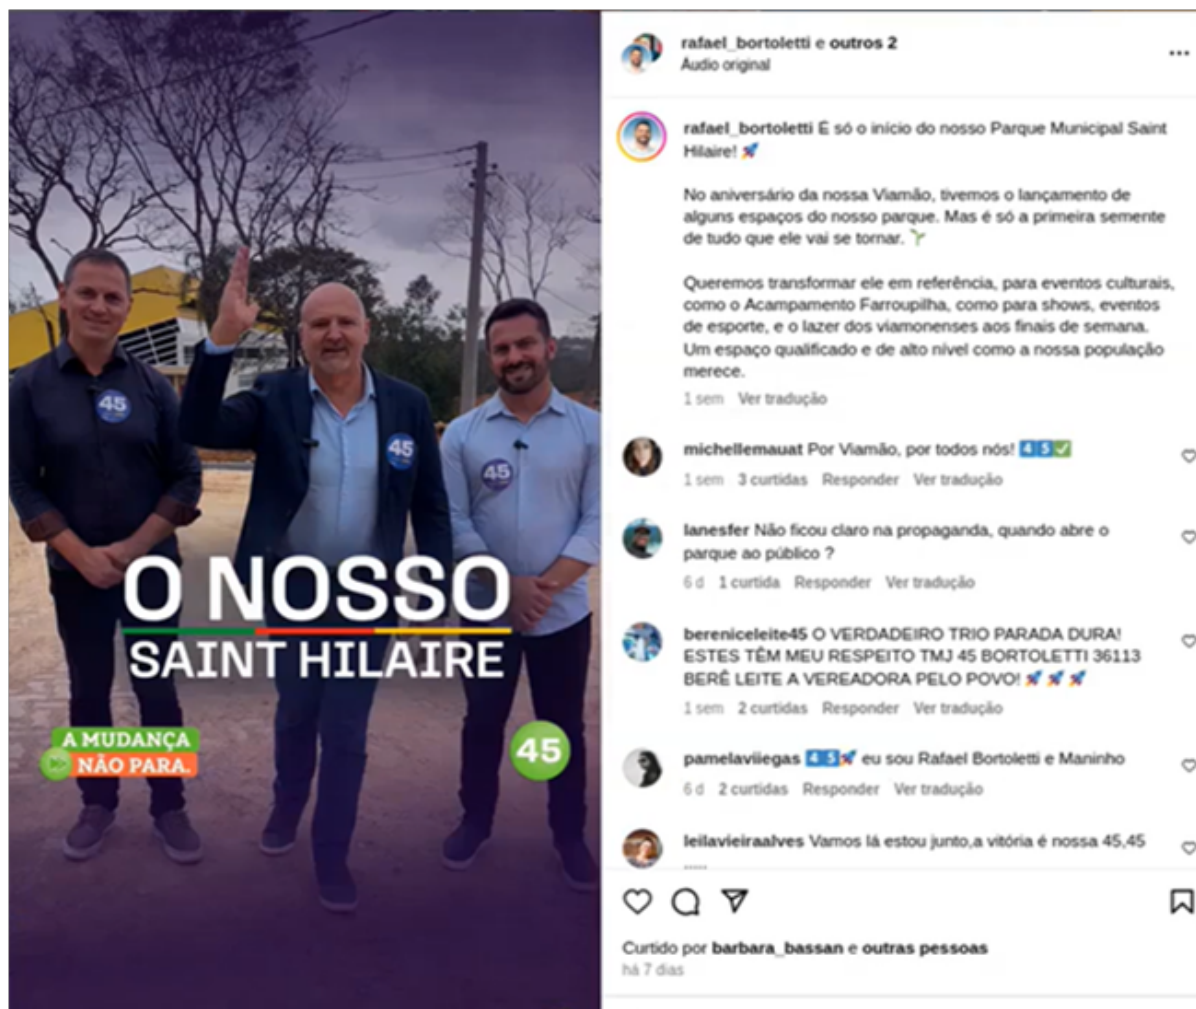 45
45
45
O NOSSO
SAINT HILAIRE
A MUDANÇA
NÃO PARA.
45
rafael_bortoletti e outros 2
Áudio original
rafael_bortoletti É só o início do nosso Parque Municipal Saint
Hilaire! 🚀
No aniversário da nossa Viamão, tivemos o lançamento de
alguns espaços do nosso parque. Mas é só a primeira semente
de tudo que ele vai se tornar. 🌱
Queremos transformar ele em referência, para eventos culturais,
como o Acampamento Farroupilha, como para shows, eventos
de esporte, e o lazer dos viamonenses aos finais de semana.
Um espaço qualificado e de alto nível como a nossa população
merece.
1 sem Ver tradução
michellemauat Por Viamão, por todos nós! 4️⃣5️⃣✅
1 sem 3 curtidas Responder Ver tradução
lanesfer Não ficou claro na propaganda, quando abre o
parque ao público ?
6 d 1 curtida Responder Ver tradução
bereniceleite45 O VERDADEIRO TRIO PARADA DURA!
ESTES TÊM MEU RESPEITO TMJ 45 BORTOLETTI 36113
BERÊ LEITE A VEREADORA PELO POVO! 🚀 🚀 🚀
1 sem 2 curtidas Responder Ver tradução
pamelaviiegas 4️⃣5️⃣🚀 eu sou Rafael Bortoletti e Maninho
6 d 2 curtidas Responder Ver tradução
leilavieiraalves Vamos lá estou junto,a vitória é nossa 45,45
.....
Curtido por barbara_bassan e outras pessoas
há 7 dias